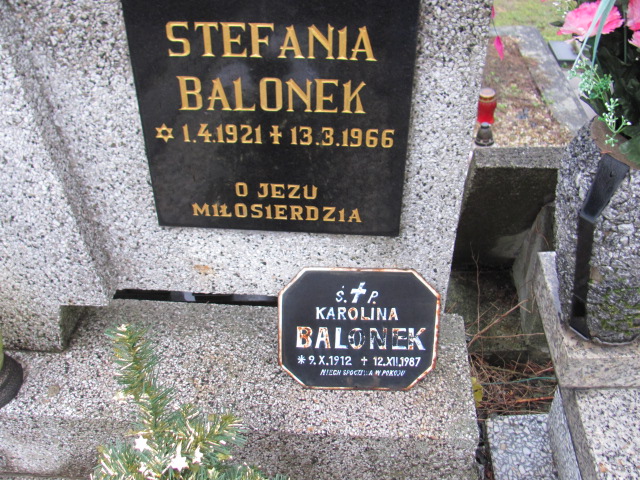 STEFANIA
BALONEK
✡ 1.4.1921 ✝ 13.3.1966
O JEZU
MIŁOSIERDZIA
Ś.✝P.
KAROLINA
BALONEK
* 9.X.1912 ✝ 12.XII.1987
NIECH SPOCZYWA W POKOJU